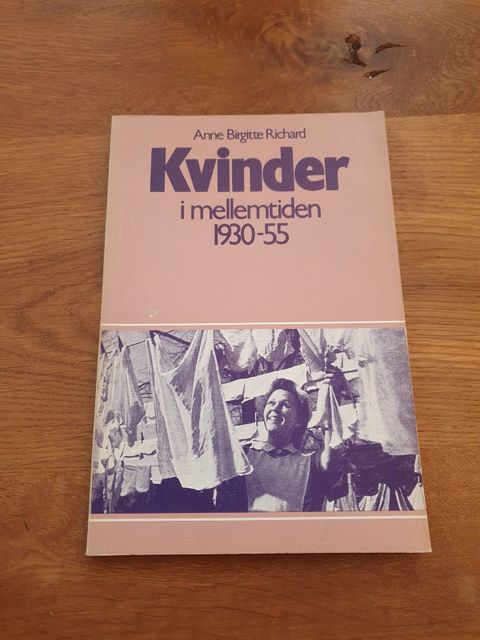 Anne Birgitte Richard
Kvinder
i mellemtiden
1930-55